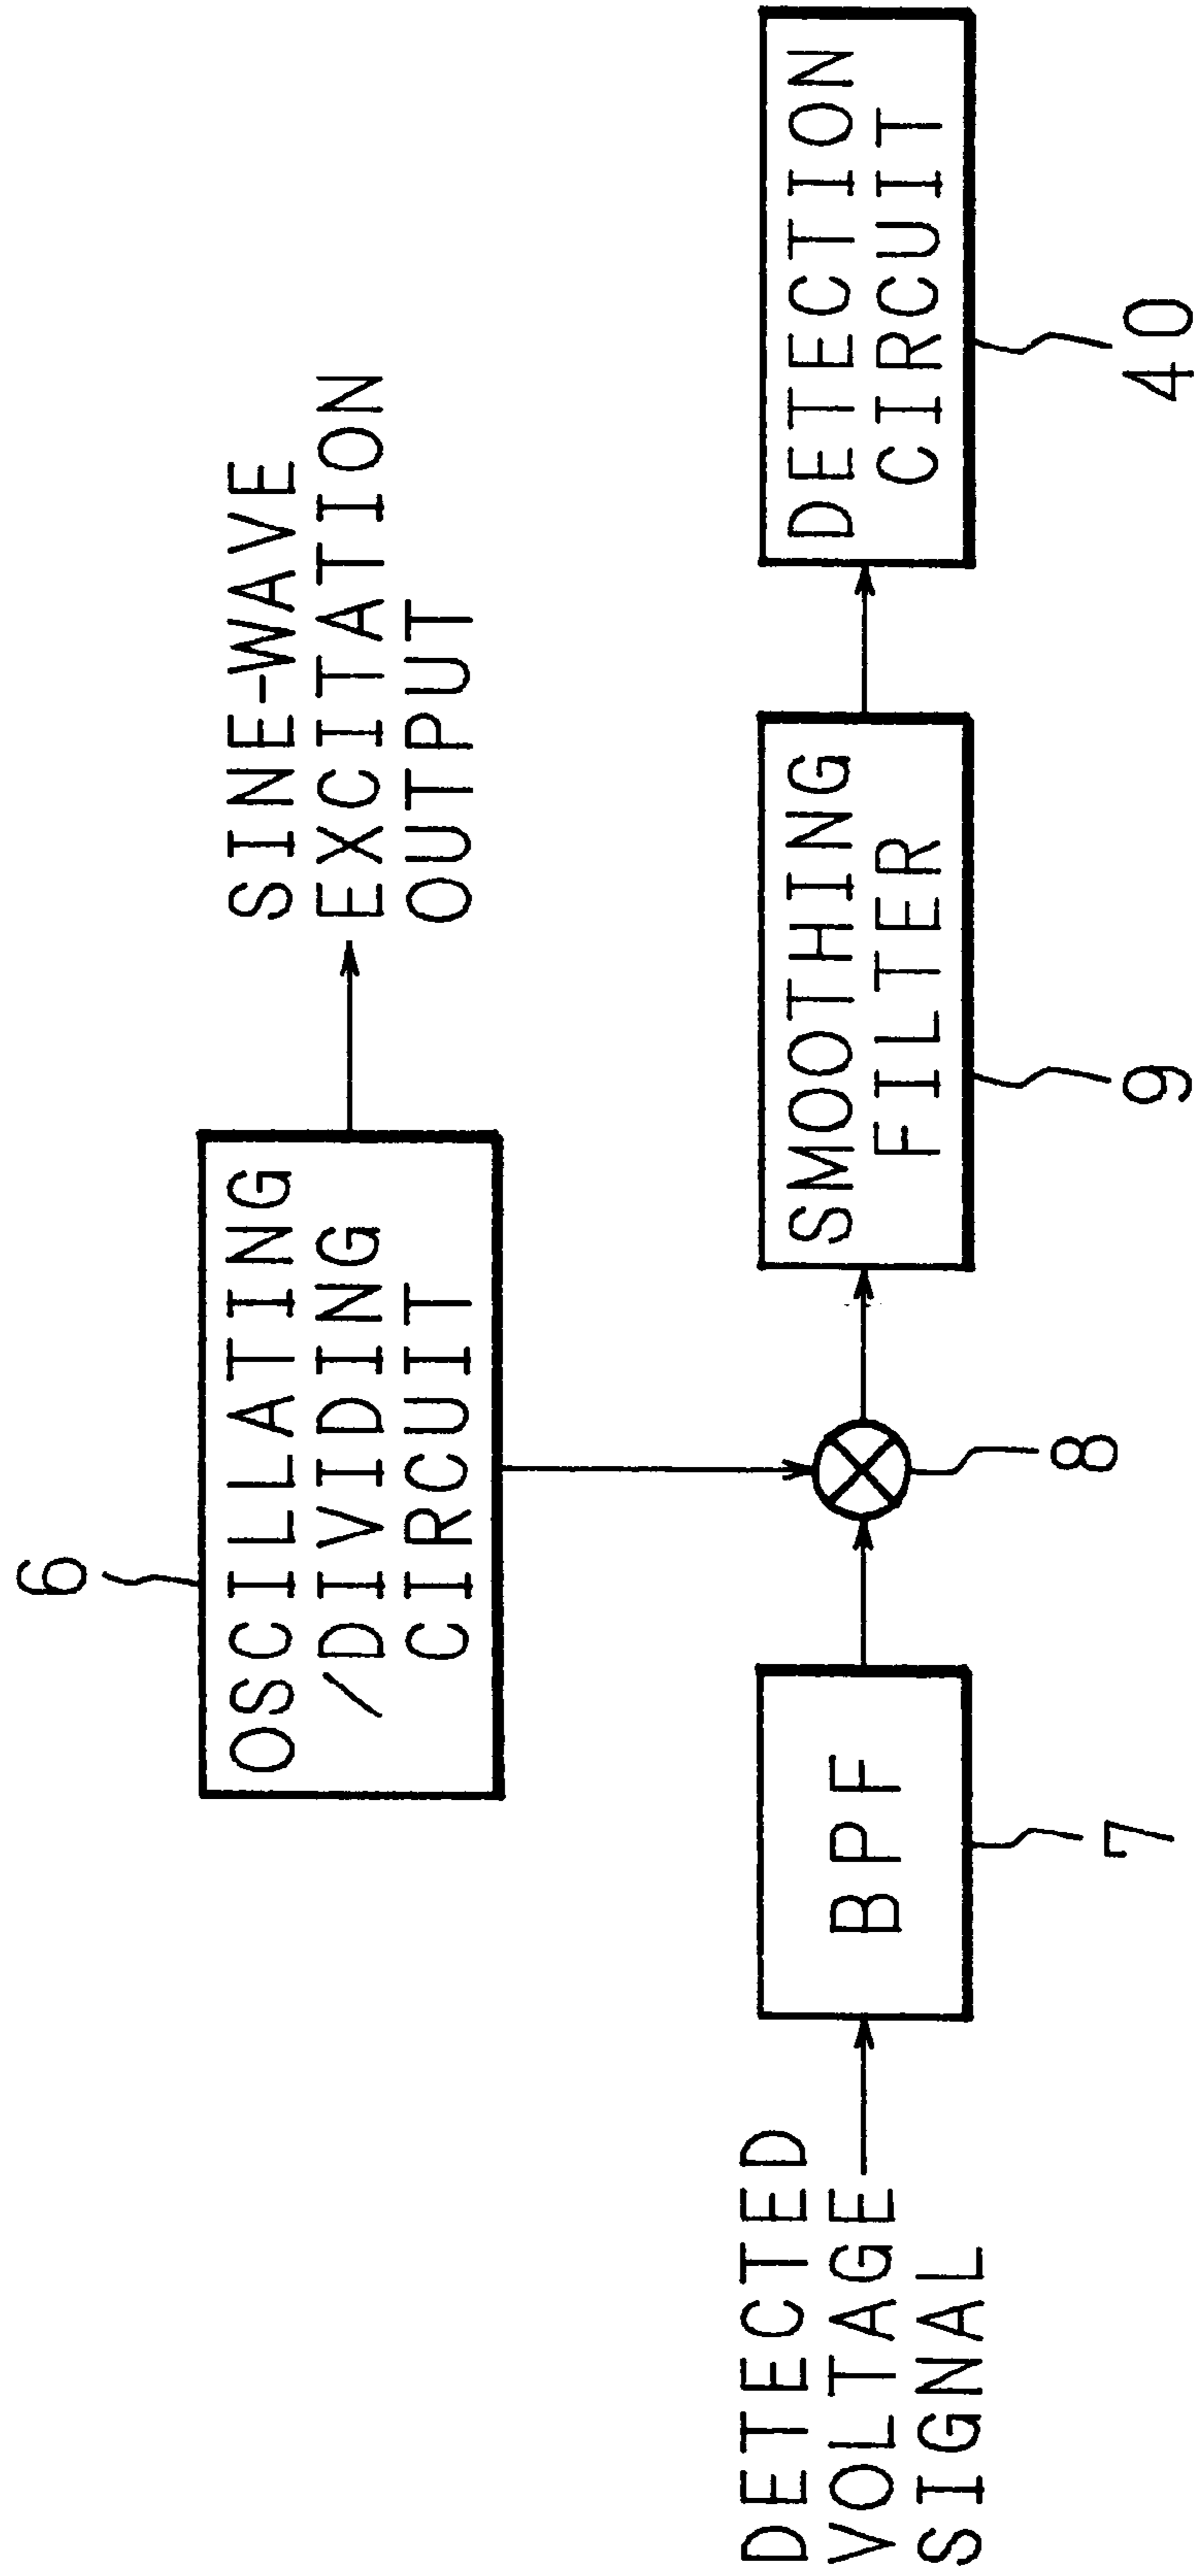 6
OSCILLATING
/DIVIDING
CIRCUIT
SINE-WAVE
EXCITATION
OUTPUT
DETECTED
VOLTAGE
SIGNAL
BPF
7
8
SMOOTHING
FILTER
9
DETECTION
CIRCUIT
40